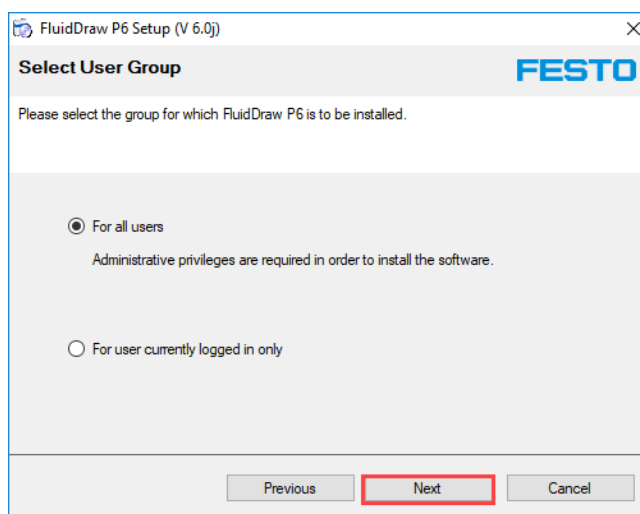 FluidDraw P6 Setup (V 6.0j)
Select User Group
FESTO
Please select the group for which FluidDraw P6 is to be installed.
For all users
Administrative privileges are required in order to install the software.
For user currently logged in only
Previous
Next
Cancel